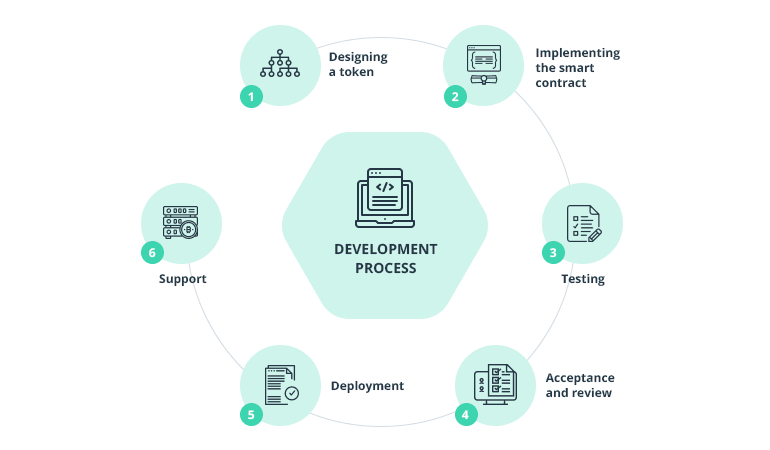 1
Designing
a token
2
Implementing
the smart
contract
3
Testing
4
Acceptance
and review
5
Deployment
6
Support
DEVELOPMENT
PROCESS